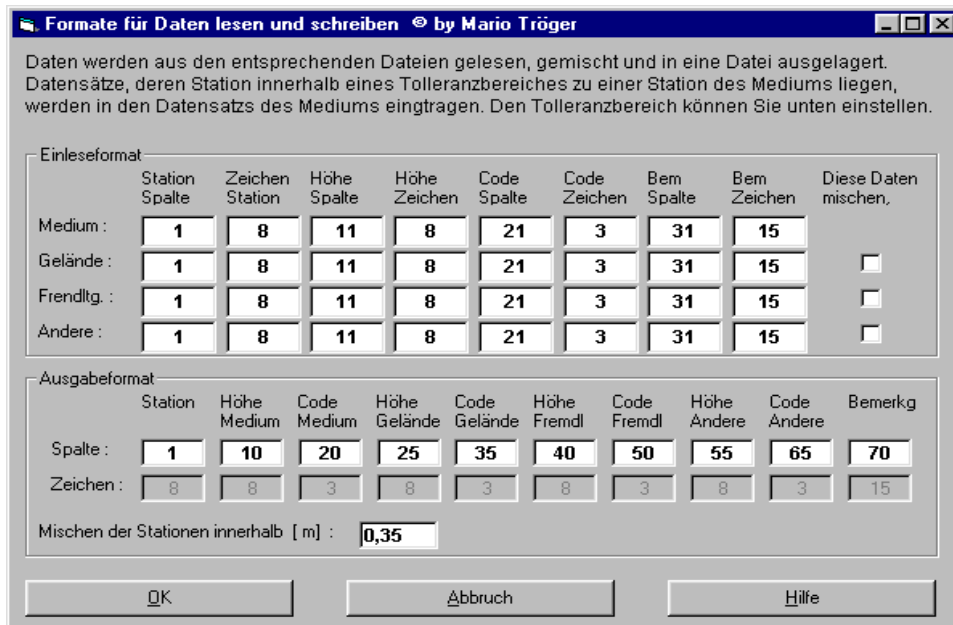 Formate für Daten lesen und schreiben © by Mario Tröger
Daten werden aus den entsprechenden Dateien gelesen, gemischt und in eine Datei ausgelagert.
Datensätze, deren Station innerhalb eines Tolleranzbereiches zu einer Station des Mediums liegen,
werden in den Datensatzs des Mediums eingtragen. Den Tolleranzbereich können Sie unten einstellen.
Einleseformat
Station Zeichen Höhe Höhe Code Code Bem Bem Diese Daten
Spalte Station Spalte Zeichen Spalte Zeichen Spalte Zeichen mischen,
Medium : 1 8 11 8 21 3 31 15
Gelände : 1 8 11 8 21 3 31 15
Frendltg. : 1 8 11 8 21 3 31 15
Andere : 1 8 11 8 21 3 31 15
Ausgabeformat
Station Höhe Code Höhe Code Höhe Code Höhe Code Bemerkg
Medium Medium Gelände Gelände Fremdl Fremdl Andere Andere
Spalte : 1 10 20 25 35 40 50 55 65 70
Zeichen : 8 8 3 8 3 8 3 8 3 15
Mischen der Stationen innerhalb [ m] : 0,35
OK Abbruch Hilfe